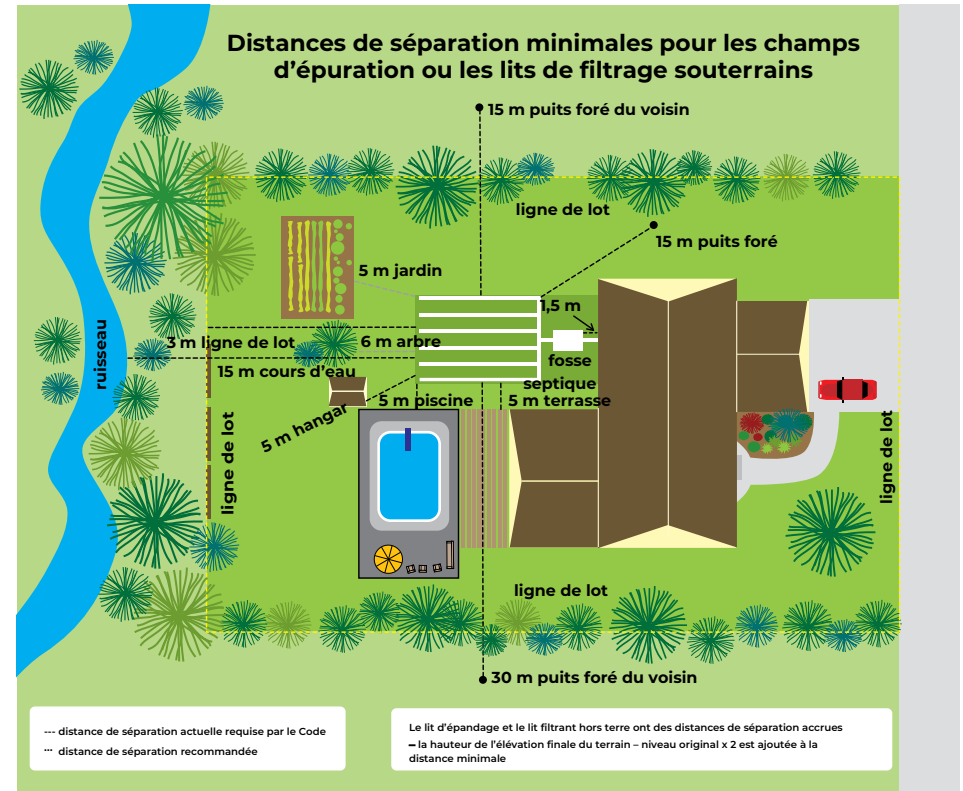 Distances de séparation minimales pour les champs
d'épuration ou les lits de filtrage souterrains
15 m puits foré du voisin
ligne de lot
15 m puits foré
5 m jardin
1,5 m
3 m ligne de lot
6 m arbre
ruisseau
15 m cours d'eau
fosse
septique
5 m piscine
5 m terrasse
5 m hangar
ligne de lot
ligne de lot
ligne de lot
30 m puits foré du voisin
--- distance de séparation actuelle requise par le Code
··· distance de séparation recommandée
Le lit d'épandage et le lit filtrant hors terre ont des distances de séparation accrues
– la hauteur de l'élévation finale du terrain – niveau original x 2 est ajoutée à la
distance minimale